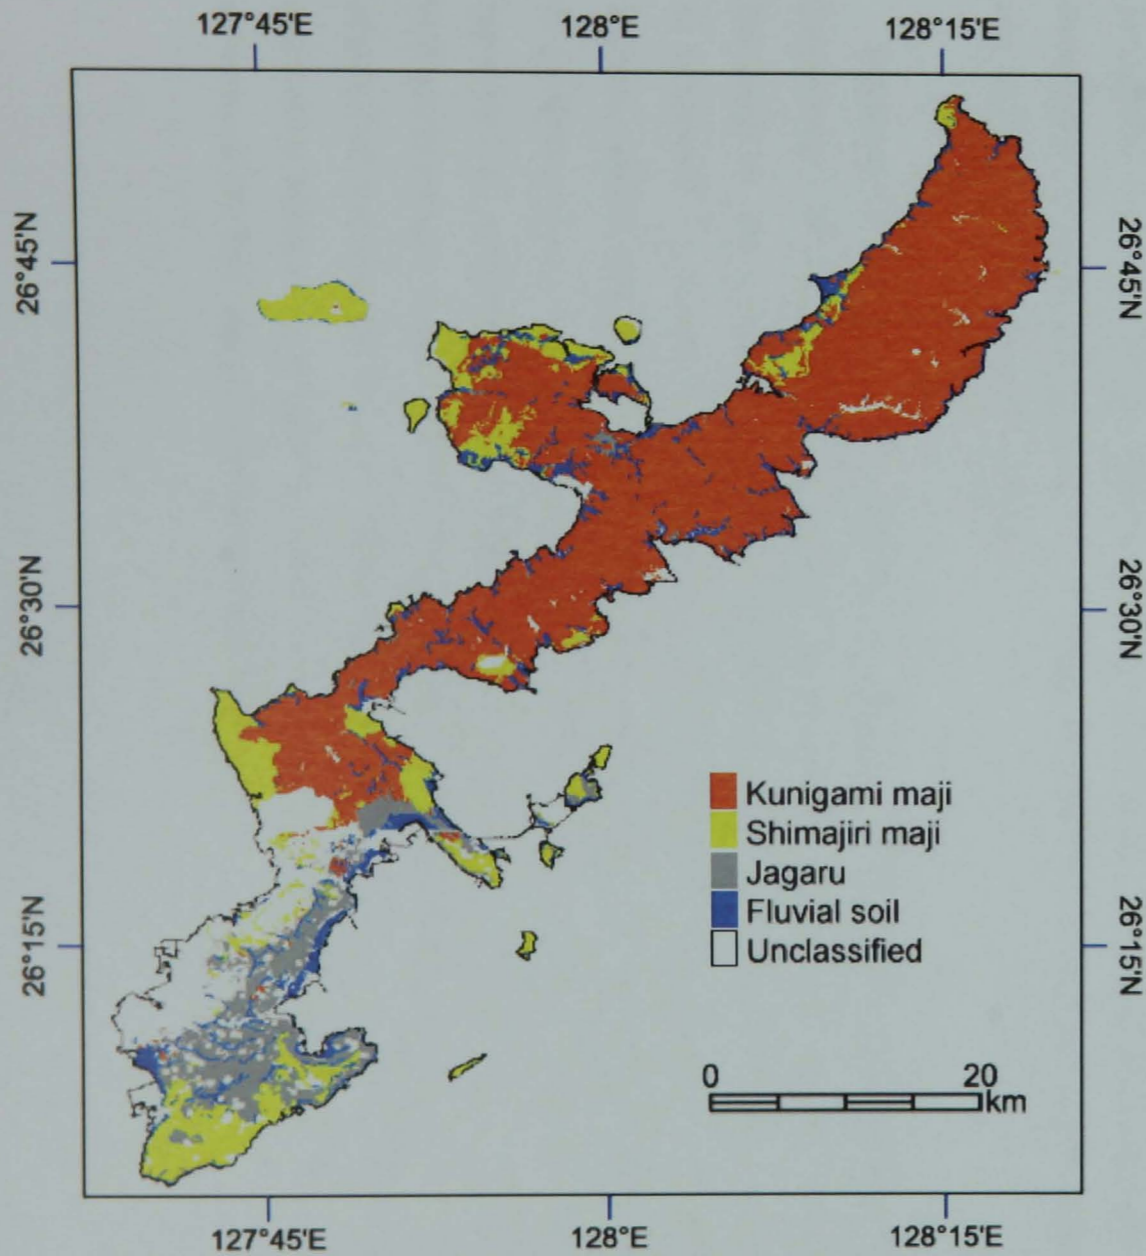 127°45'E 128°E 128°15'E
26°45'N 26°45'N
26°30'N 26°30'N
Kunigami maji
Shimajiri maji
Jagaru
Fluvial soil
Unclassified
26°15'N 26°15'N
0 20
km
127°45'E 128°E 128°15'E